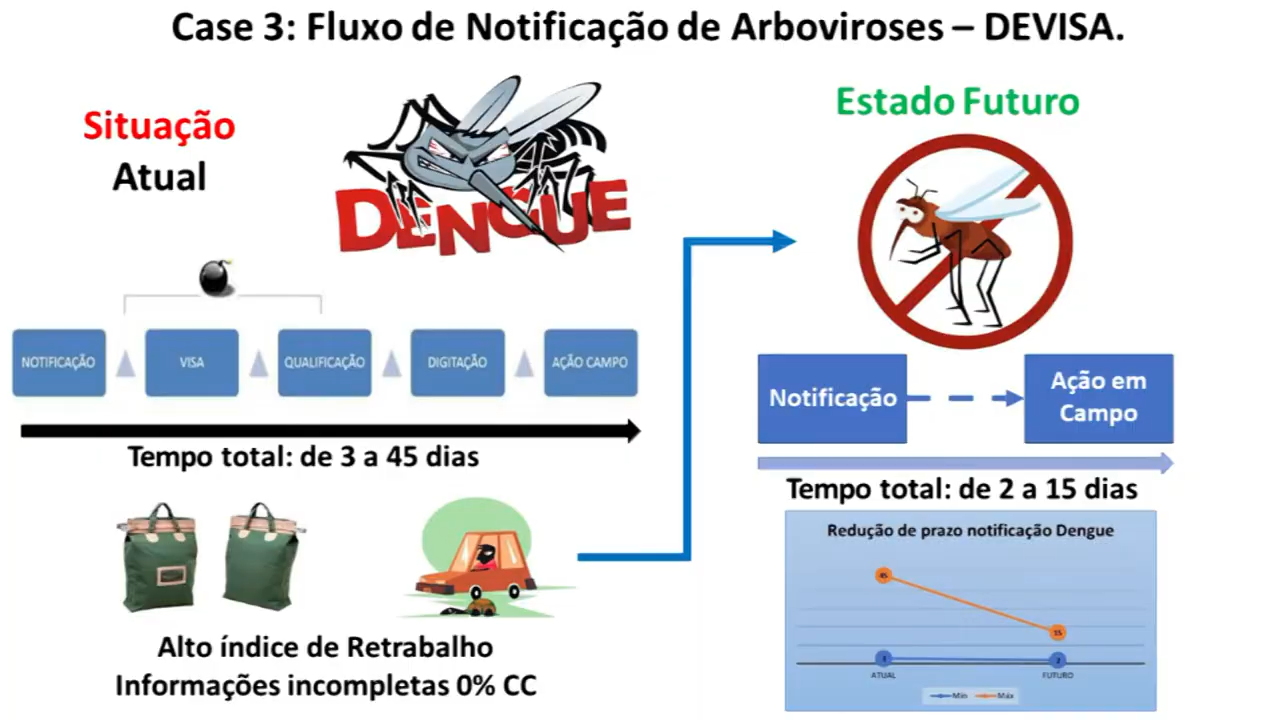 Case 3: Fluxo de Notificação de Arboviroses – DEVISA.
Situação
Atual
DENGUE
NOTIFICAÇÃO
VISA
QUALIFICAÇÃO
DIGITAÇÃO
AÇÃO CAMPO
Tempo total: de 3 a 45 dias
Alto índice de Retrabalho
Informações incompletas 0% CC
Estado Futuro
Notificação
Ação em
Campo
Tempo total: de 2 a 15 dias
Redução de prazo notificação Dengue
45
15
3
2
ATUAL
FUTURO
Mín
Máx